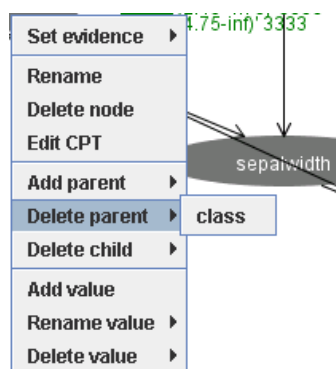 4.75-inf)' 3333
Set evidence
Rename
Delete node
Edit CPT
sepalwidth
Add parent
Delete parent
class
Delete child
Add value
Rename value
Delete value